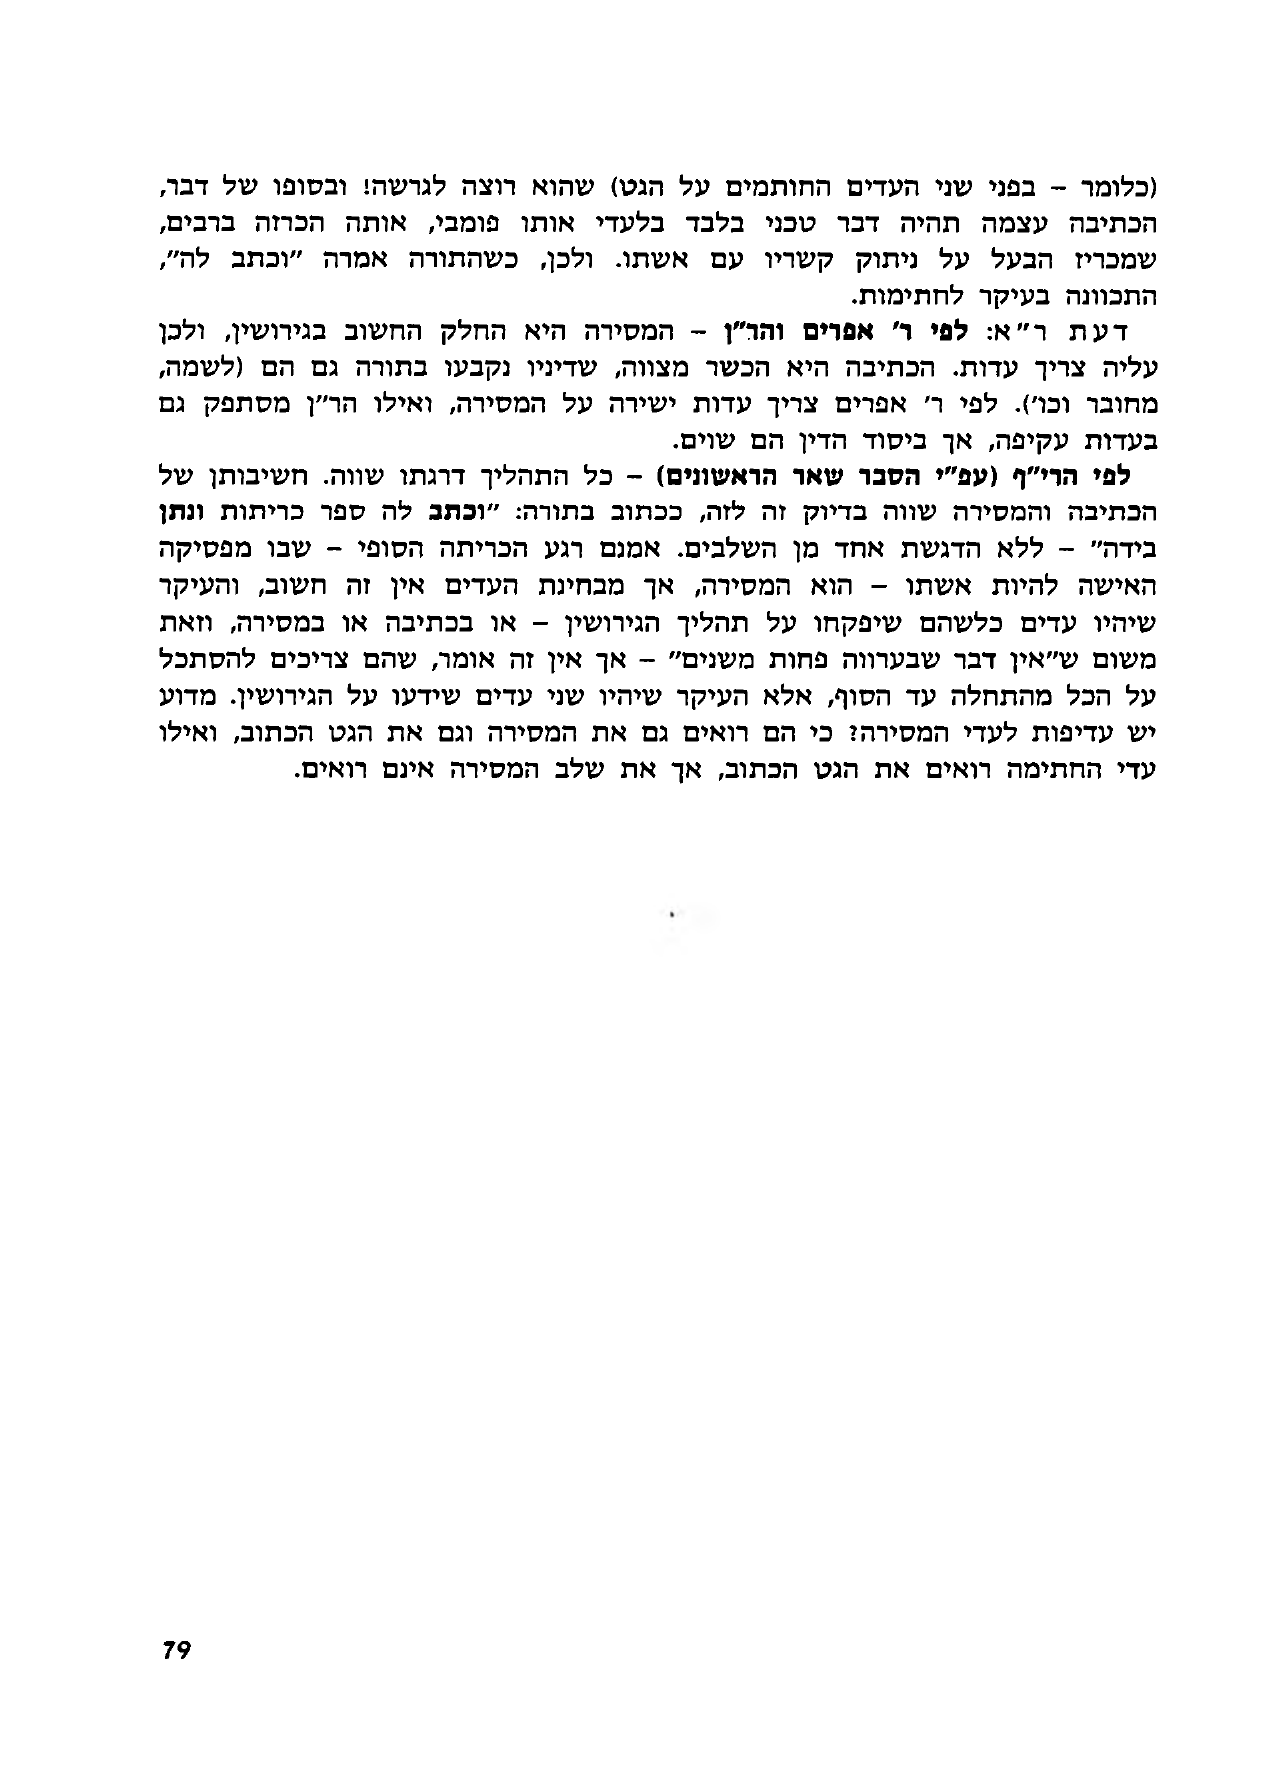 (כלומר – בפני שני העדים החותמים על הגט) שהוא רוצה לגרשה! ובסופו של דבר,
הכתיבה עצמה תהיה דבר טכני בלבד בלעדי אותו פומבי, אותה הכרזה ברבים,
שמכריז הבעל על ניתוק קשריו עם אשתו. ולכן, כשהתורה אמרה "וכתב לה",
התכוונה בעיקר לחתימות.
דעת ר"א: לפי ר' אפרים והר"ן – המסירה היא החלק החשוב בגירושין, ולכן
עליה צריך עדות. הכתיבה היא הכשר מצווה, שדיניו נקבעו בתורה גם הם (לשמה,
מחובר וכו'). לפי ר' אפרים צריך עדות ישירה על המסירה, ואילו הר"ן מסתפק גם
בעדות עקיפה, אך ביסוד הדין הם שוים.
לפי הרי"ף (עפ"י הסבר שאר הראשונים) – כל התהליך דרגתו שווה. חשיבותן של
הכתיבה והמסירה שווה בדיוק זה לזה, ככתוב בתורה: "וכתב לה ספר כריתות ונתן
בידה" – ללא הדגשת אחד מן השלבים. אמנם רגע הכריתה הסופי – שבו מפסיקה
האישה להיות אשתו – הוא המסירה, אך מבחינת העדים אין זה חשוב, והעיקר
שיהיו עדים כלשהם שיפקחו על תהליך הגירושין – או בכתיבה או במסירה, וזאת
משום ש"אין דבר שבערווה פחות משנים" – אך אין זה אומר, שהם צריכים להסתכל
על הכל מהתחלה עד הסוף, אלא העיקר שיהיו שני עדים שידעו על הגירושין. מדוע
יש עדיפות לעדי המסירה? כי הם רואים גם את המסירה וגם את הגט הכתוב, ואילו
עדי החתימה רואים את הגט הכתוב, אך את שלב המסירה אינם רואים.
79